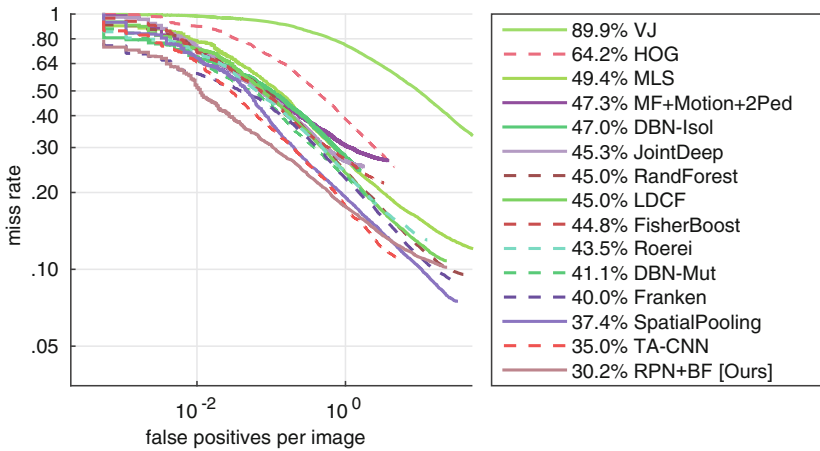 1
.80
.64
.50
.40
.30
.20
.10
.05
miss rate
10^-2
10^0
false positives per image
89.9% VJ
64.2% HOG
49.4% MLS
47.3% MF+Motion+2Ped
47.0% DBN-Isol
45.3% JointDeep
45.0% RandForest
45.0% LDCF
44.8% FisherBoost
43.5% Roerei
41.1% DBN-Mut
40.0% Franken
37.4% SpatialPooling
35.0% TA-CNN
30.2% RPN+BF [Ours]